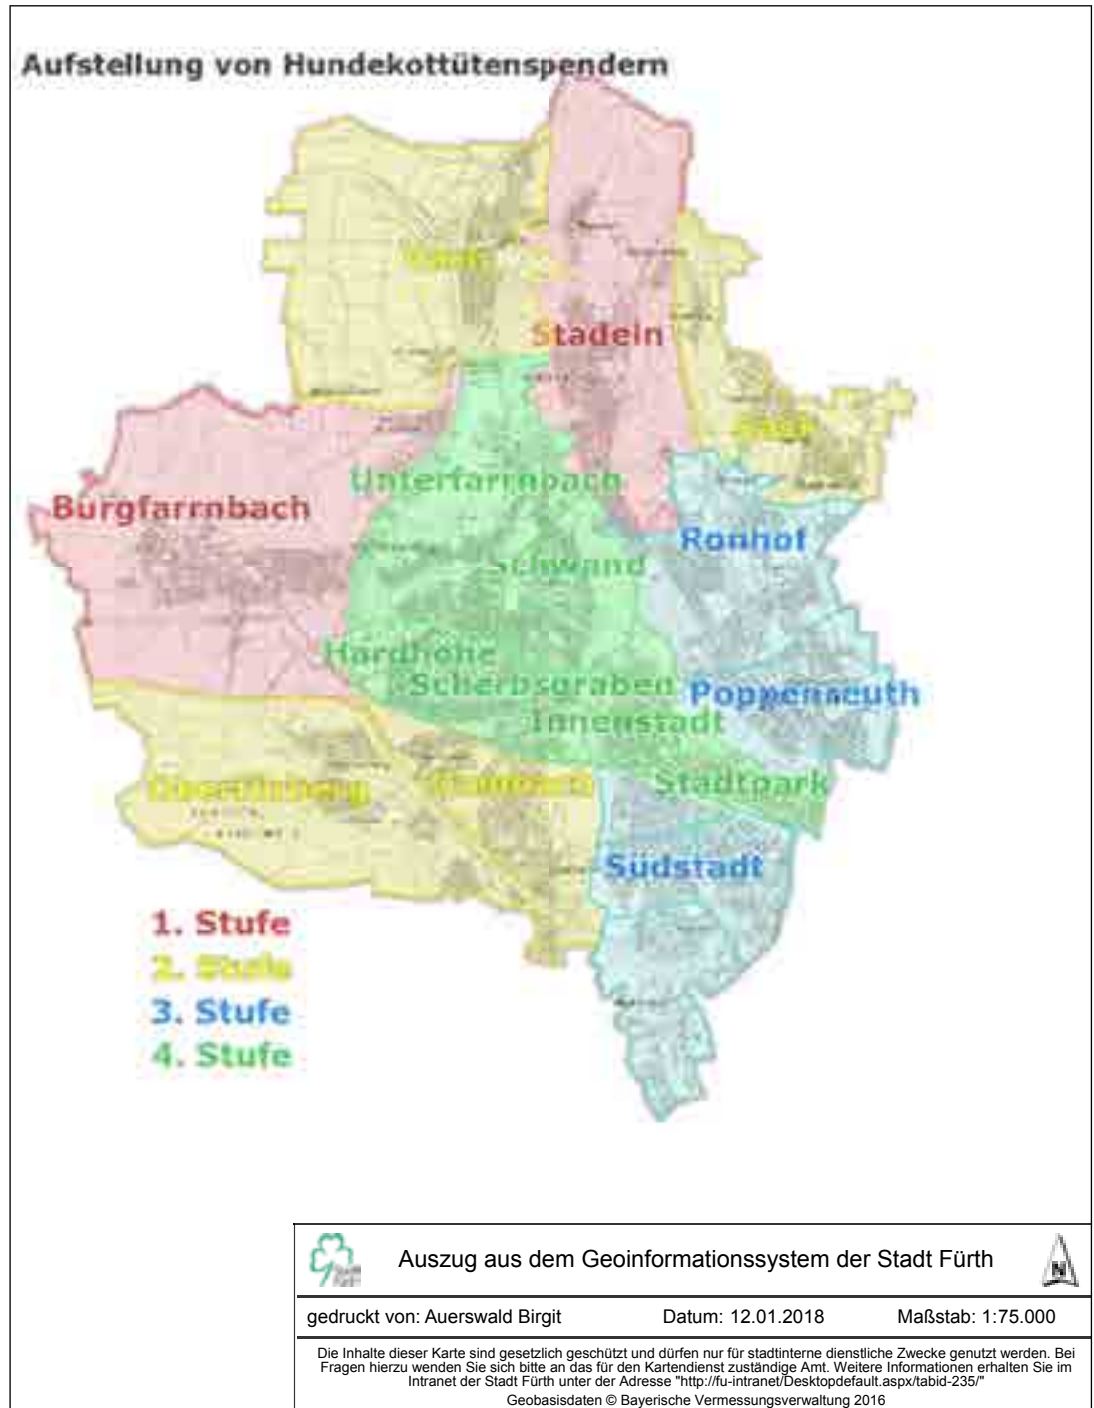 Aufstellung von Hundekottütenspendern
Stadeln
Unterfarrnbach
Burgfarrnbach
Ronhof
Schwand
Hardhöhe
Scherbsgraben
Poppenreuth
Innenstadt
Stadtpark
Südstadt
1. Stufe
2. Stufe
3. Stufe
4. Stufe
Stadt Fürth
Auszug aus dem Geoinformationssystem der Stadt Fürth
N
gedruckt von: Auerswald Birgit Datum: 12.01.2018 Maßstab: 1:75.000
Die Inhalte dieser Karte sind gesetzlich geschützt und dürfen nur für stadtinterne dienstliche Zwecke genutzt werden. Bei
Fragen hierzu wenden Sie sich bitte an das für den Kartendienst zuständige Amt. Weitere Informationen erhalten Sie im
Intranet der Stadt Fürth unter der Adresse "http://fu-intranet/Desktopdefault.aspx/tabid-235/"
Geobasisdaten © Bayerische Vermessungsverwaltung 2016